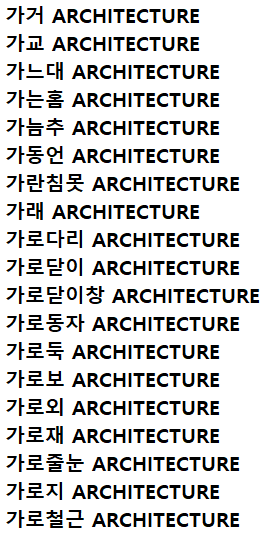 가거 ARCHITECTURE
가교 ARCHITECTURE
가느대 ARCHITECTURE
가는홈 ARCHITECTURE
가늠추 ARCHITECTURE
가동언 ARCHITECTURE
가란침못 ARCHITECTURE
가래 ARCHITECTURE
가로다리 ARCHITECTURE
가로닫이 ARCHITECTURE
가로닫이창 ARCHITECTURE
가로동자 ARCHITECTURE
가로둑 ARCHITECTURE
가로보 ARCHITECTURE
가로외 ARCHITECTURE
가로재 ARCHITECTURE
가로줄눈 ARCHITECTURE
가로지 ARCHITECTURE
가로철근 ARCHITECTURE